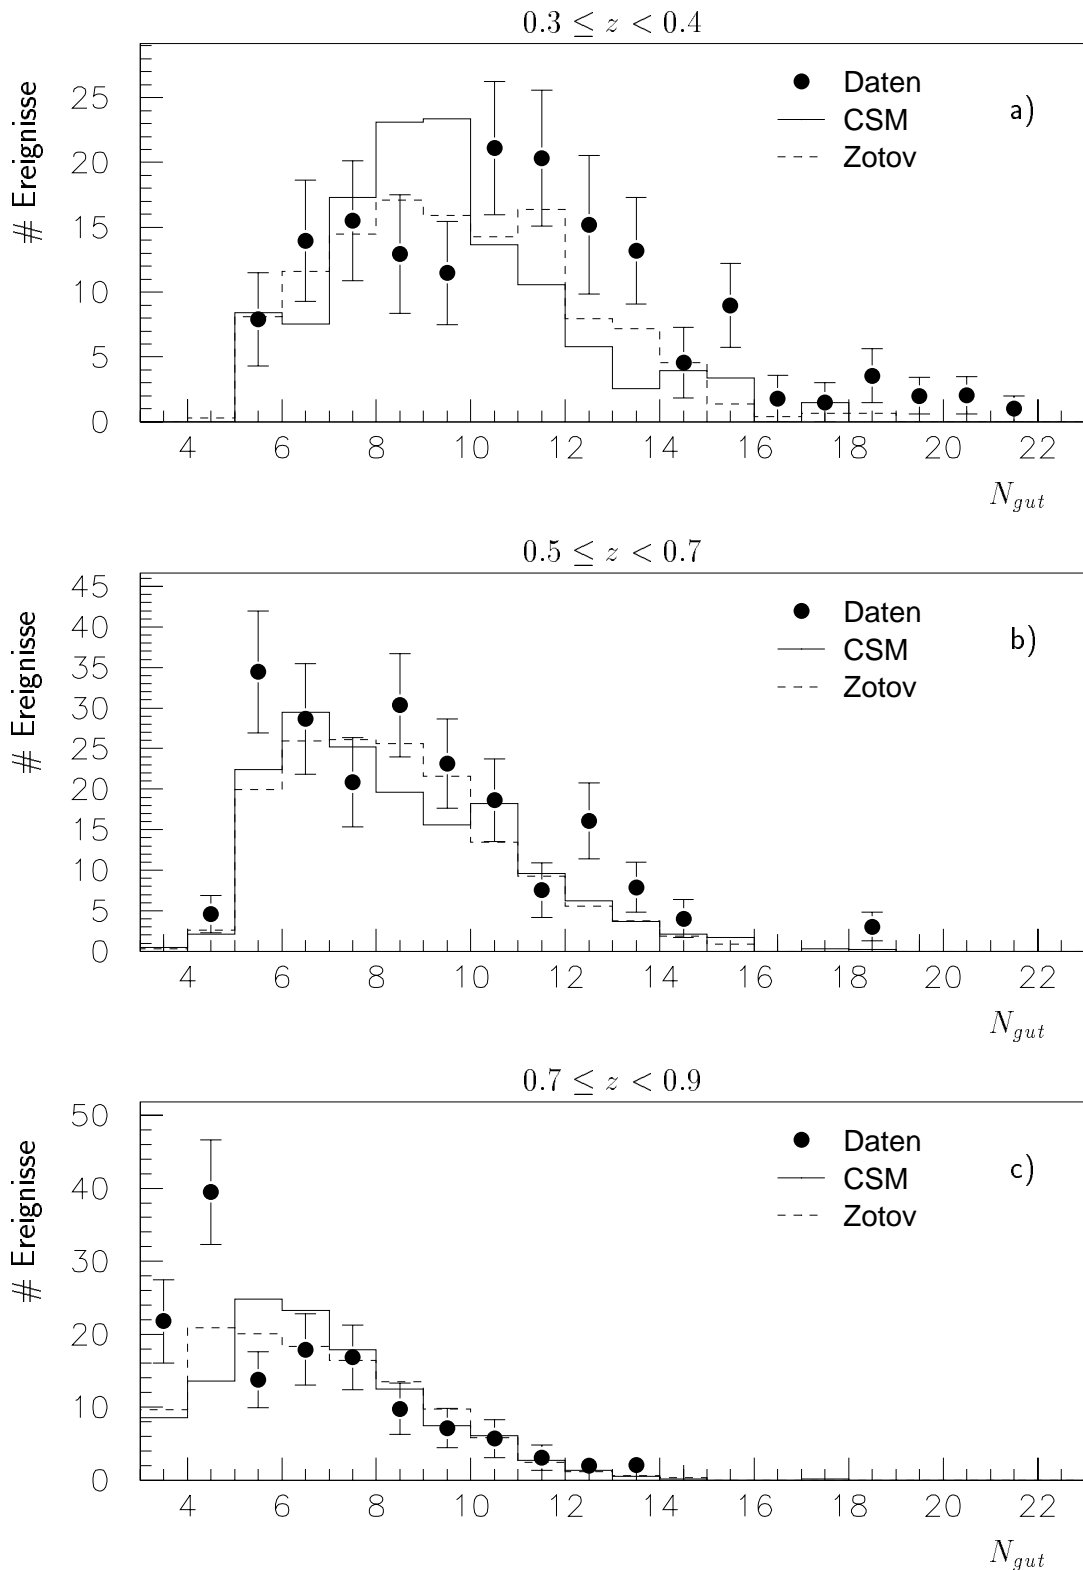 0.3 ≤ z < 0.4
# Ereignisse
25
20
15
10
5
0
Daten
CSM
Zotov
a)
4 6 8 10 12 14 16 18 20 22
N_gut
0.5 ≤ z < 0.7
# Ereignisse
45
40
35
30
25
20
15
10
5
0
Daten
CSM
Zotov
b)
4 6 8 10 12 14 16 18 20 22
N_gut
0.7 ≤ z < 0.9
# Ereignisse
50
40
30
20
10
0
Daten
CSM
Zotov
c)
4 6 8 10 12 14 16 18 20 22
N_gut